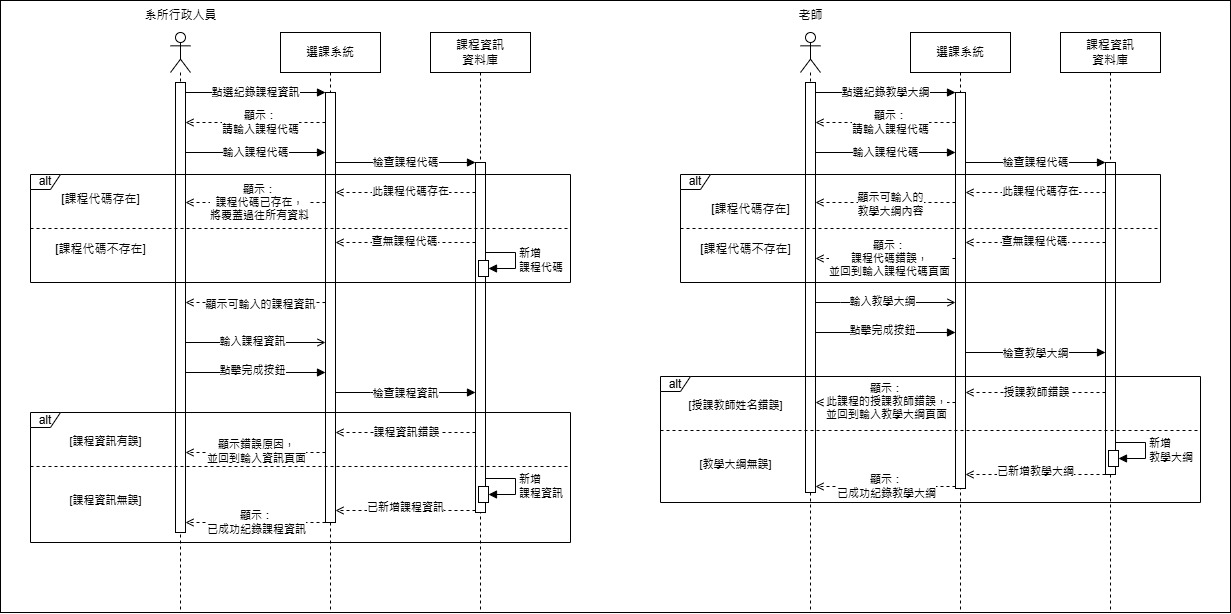 系所行政人員
選課系統
課程資訊
資料庫
點選紀錄課程資訊
顯示：
請輸入課程代碼
輸入課程代碼
檢查課程代碼
alt
[課程代碼存在]
顯示：
課程代碼已存在，
將覆蓋過往所有資料
此課程代碼存在
[課程代碼不存在]
查無課程代碼
新增
課程代碼
顯示可輸入的課程資訊
輸入課程資訊
點擊完成按鈕
檢查課程資訊
alt
[課程資訊有誤]
課程資訊錯誤
顯示錯誤原因，
並回到輸入資訊頁面
[課程資訊無誤]
新增
課程資訊
已新增課程資訊
顯示：
已成功紀錄課程資訊
老師
選課系統
課程資訊
資料庫
點選紀錄教學大綱
顯示：
請輸入課程代碼
輸入課程代碼
檢查課程代碼
alt
[課程代碼存在]
顯示可輸入的
教學大綱內容
此課程代碼存在
[課程代碼不存在]
查無課程代碼
顯示：
課程代碼錯誤，
並回到輸入課程代碼頁面
輸入教學大綱
點擊完成按鈕
檢查教學大綱
alt
[授課教師姓名錯誤]
顯示：
此課程的授課教師錯誤，
並回到輸入教學大綱頁面
授課教師錯誤
[教學大綱無誤]
新增
教學大綱
已新增教學大綱
顯示：
已成功紀錄教學大綱